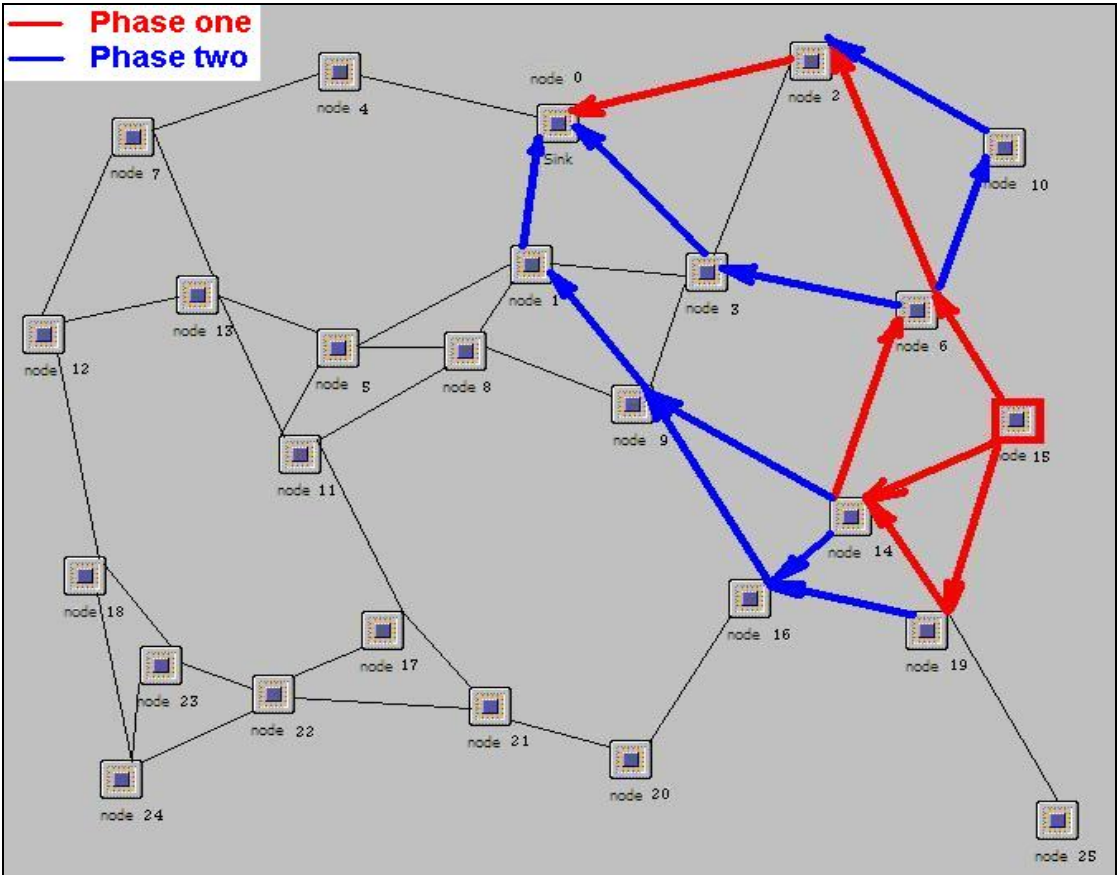 Phase one
Phase two
node 0
Sink
node 2
node 4
node 7
node 10
node 1
node 3
node 13
node 6
node 12
node 5
node 8
node 9
node 15
node 11
node 14
node 18
node 16
node 19
node 17
node 23
node 22
node 21
node 20
node 24
node 25